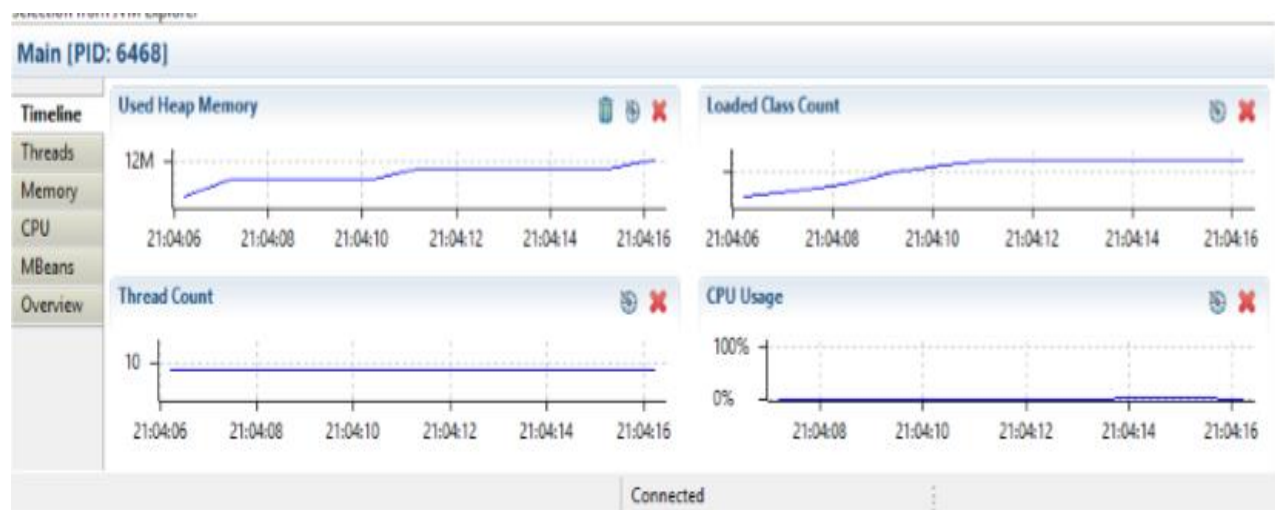 Main [PID: 6468]
Timeline
Threads
Memory
CPU
MBeans
Overview
Used Heap Memory
12M
21:04:06 21:04:08 21:04:10 21:04:12 21:04:14 21:04:16
Loaded Class Count
21:04:06 21:04:08 21:04:10 21:04:12 21:04:14 21:04:16
Thread Count
10
21:04:06 21:04:08 21:04:10 21:04:12 21:04:14 21:04:16
CPU Usage
100%
0%
21:04:08 21:04:10 21:04:12 21:04:14 21:04:16
Connected